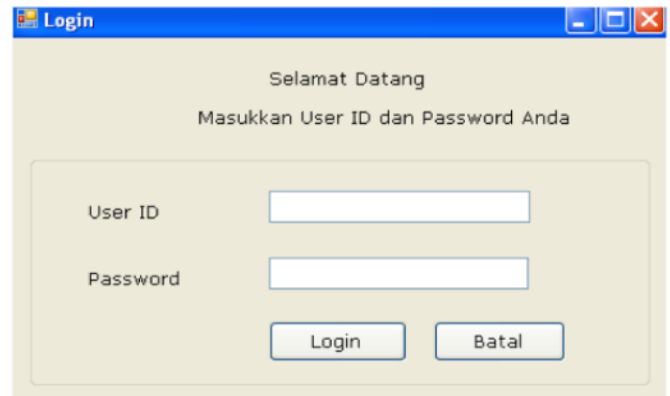 Login
Selamat Datang
Masukkan User ID dan Password Anda
User ID
Password
Login Batal